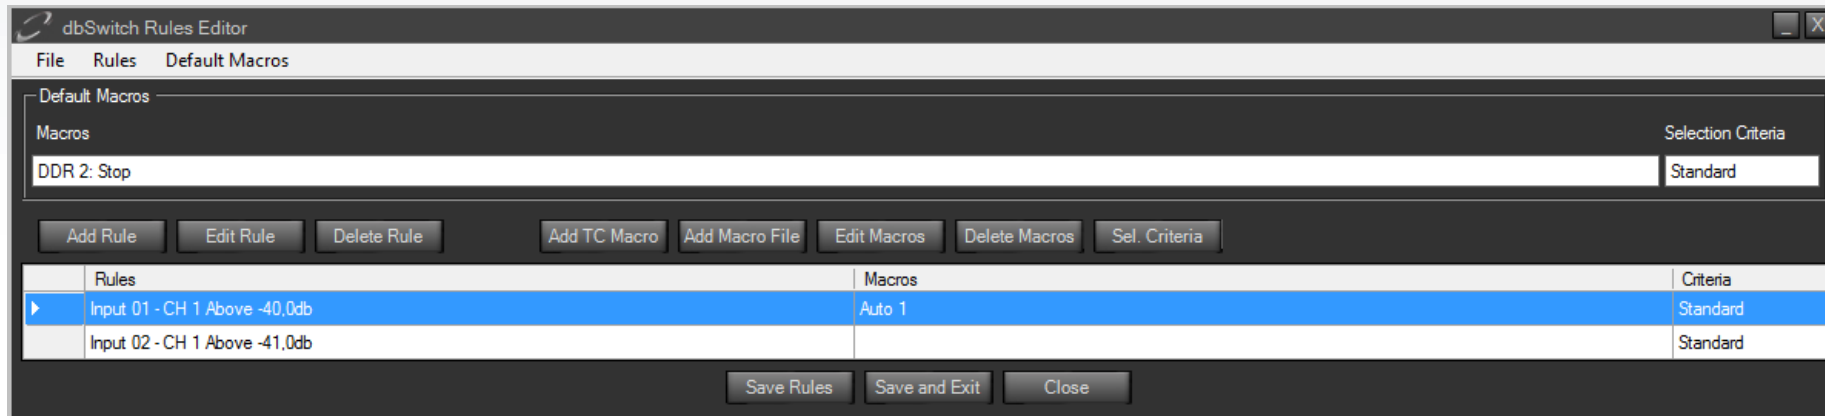 dbSwitch Rules Editor
_ X
File Rules Default Macros
Default Macros
Macros Selection Criteria
DDR 2: Stop Standard
Add Rule Edit Rule Delete Rule Add TC Macro Add Macro File Edit Macros Delete Macros Sel. Criteria
Rules Macros Criteria
Input 01 - CH 1 Above -40,0db Auto 1 Standard
Input 02 - CH 1 Above -41,0db Standard
Save Rules Save and Exit Close